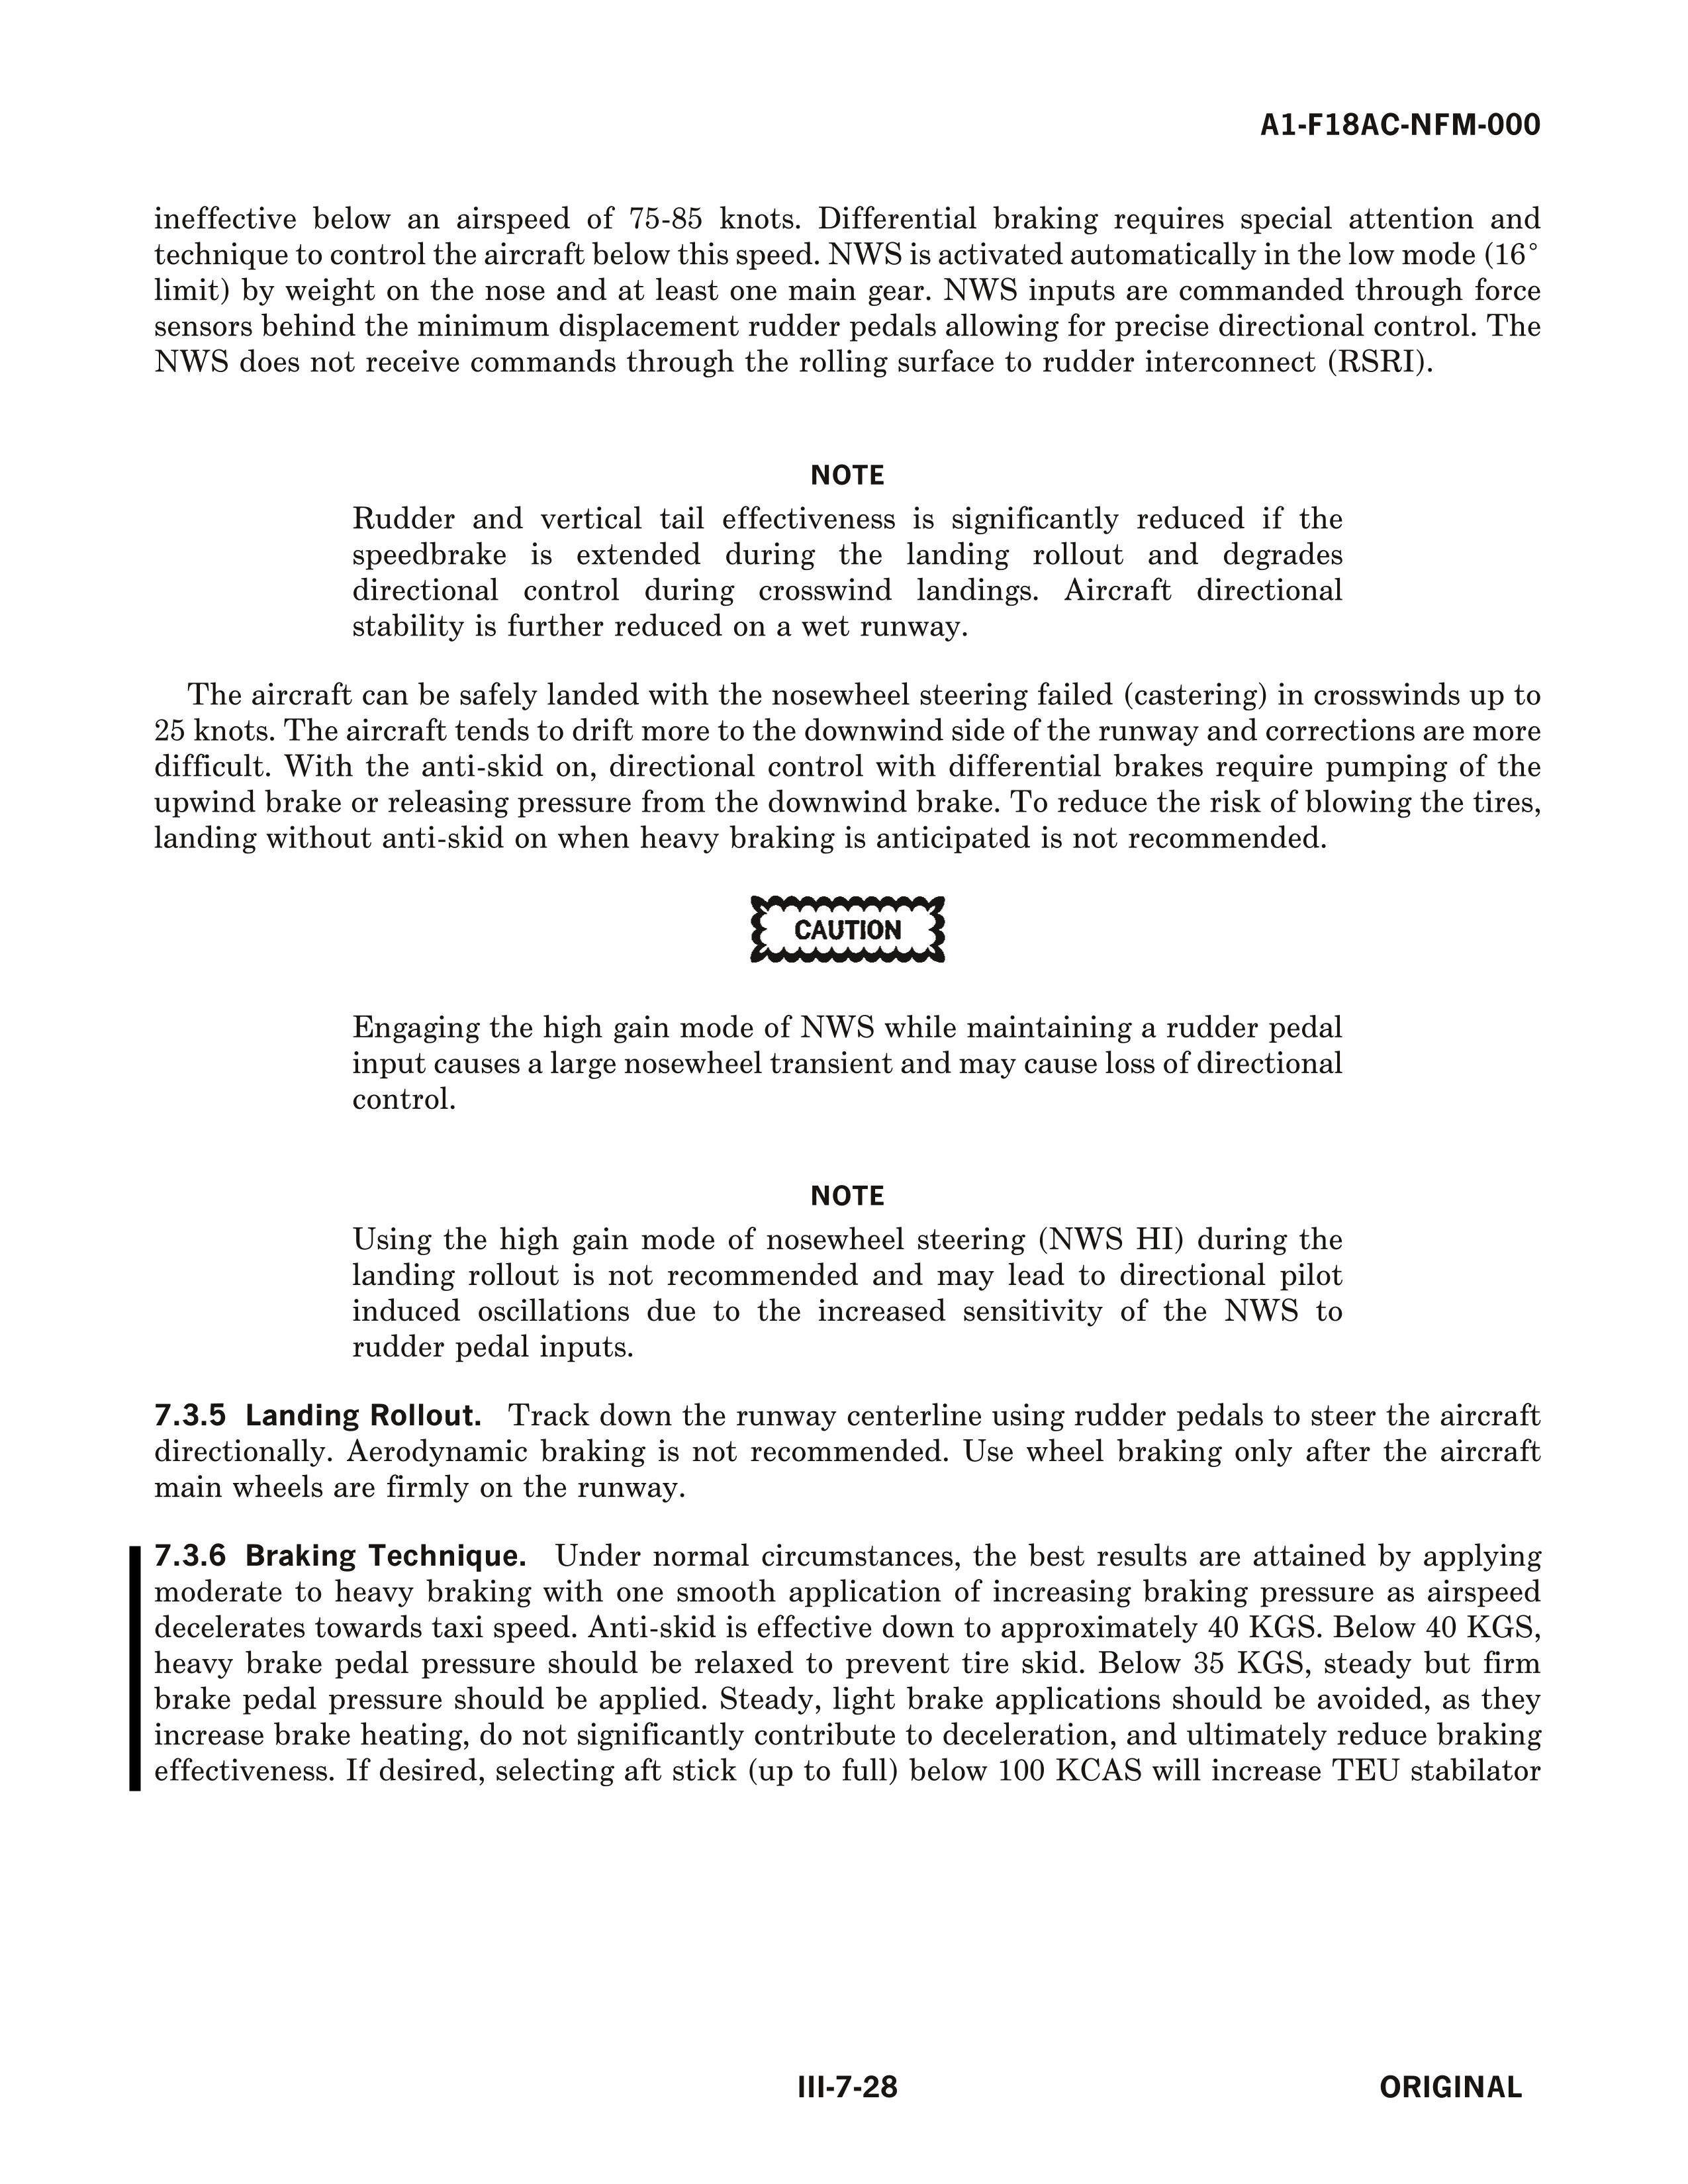 A1-F18AC-NFM-000
ineffective below an airspeed of 75-85 knots. Differential braking requires special attention and
technique to control the aircraft below this speed. NWS is activated automatically in the low mode (16°
limit) by weight on the nose and at least one main gear. NWS inputs are commanded through force
sensors behind the minimum displacement rudder pedals allowing for precise directional control. The
NWS does not receive commands through the rolling surface to rudder interconnect (RSRI).
NOTE
Rudder and vertical tail effectiveness is significantly reduced if the
speedbrake is extended during the landing rollout and degrades
directional control during crosswind landings. Aircraft directional
stability is further reduced on a wet runway.
The aircraft can be safely landed with the nosewheel steering failed (castering) in crosswinds up to
25 knots. The aircraft tends to drift more to the downwind side of the runway and corrections are more
difficult. With the anti-skid on, directional control with differential brakes require pumping of the
upwind brake or releasing pressure from the downwind brake. To reduce the risk of blowing the tires,
landing without anti-skid on when heavy braking is anticipated is not recommended.
CAUTION
Engaging the high gain mode of NWS while maintaining a rudder pedal
input causes a large nosewheel transient and may cause loss of directional
control.
NOTE
Using the high gain mode of nosewheel steering (NWS HI) during the
landing rollout is not recommended and may lead to directional pilot
induced oscillations due to the increased sensitivity of the NWS to
rudder pedal inputs.
7.3.5 Landing Rollout. Track down the runway centerline using rudder pedals to steer the aircraft
directionally. Aerodynamic braking is not recommended. Use wheel braking only after the aircraft
main wheels are firmly on the runway.
7.3.6 Braking Technique. Under normal circumstances, the best results are attained by applying
moderate to heavy braking with one smooth application of increasing braking pressure as airspeed
decelerates towards taxi speed. Anti-skid is effective down to approximately 40 KGS. Below 40 KGS,
heavy brake pedal pressure should be relaxed to prevent tire skid. Below 35 KGS, steady but firm
brake pedal pressure should be applied. Steady, light brake applications should be avoided, as they
increase brake heating, do not significantly contribute to deceleration, and ultimately reduce braking
effectiveness. If desired, selecting aft stick (up to full) below 100 KCAS will increase TEU stabilator
III-7-28
ORIGINAL